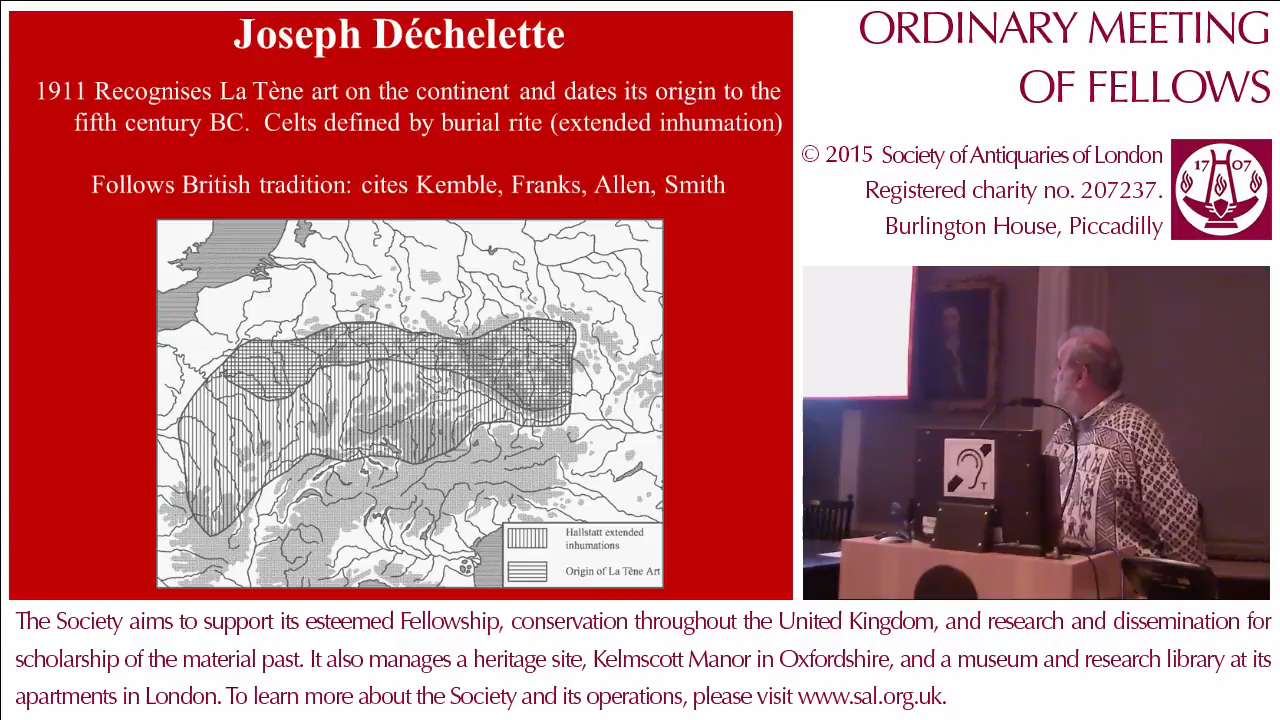 Joseph Déchelette
1911 Recognises La Tène art on the continent and dates its origin to the
fifth century BC. Celts defined by burial rite (extended inhumation)
Follows British tradition: cites Kemble, Franks, Allen, Smith
Hallstatt extended
inhumations
Origin of La Tène Art
ORDINARY MEETING
OF FELLOWS
© 2015 Society of Antiquaries of London
Registered charity no. 207237.
Burlington House, Piccadilly
17 07
T
The Society aims to support its esteemed Fellowship, conservation throughout the United Kingdom, and research and dissemination for
scholarship of the material past. It also manages a heritage site, Kelmscott Manor in Oxfordshire, and a museum and research library at its
apartments in London. To learn more about the Society and its operations, please visit www.sal.org.uk.